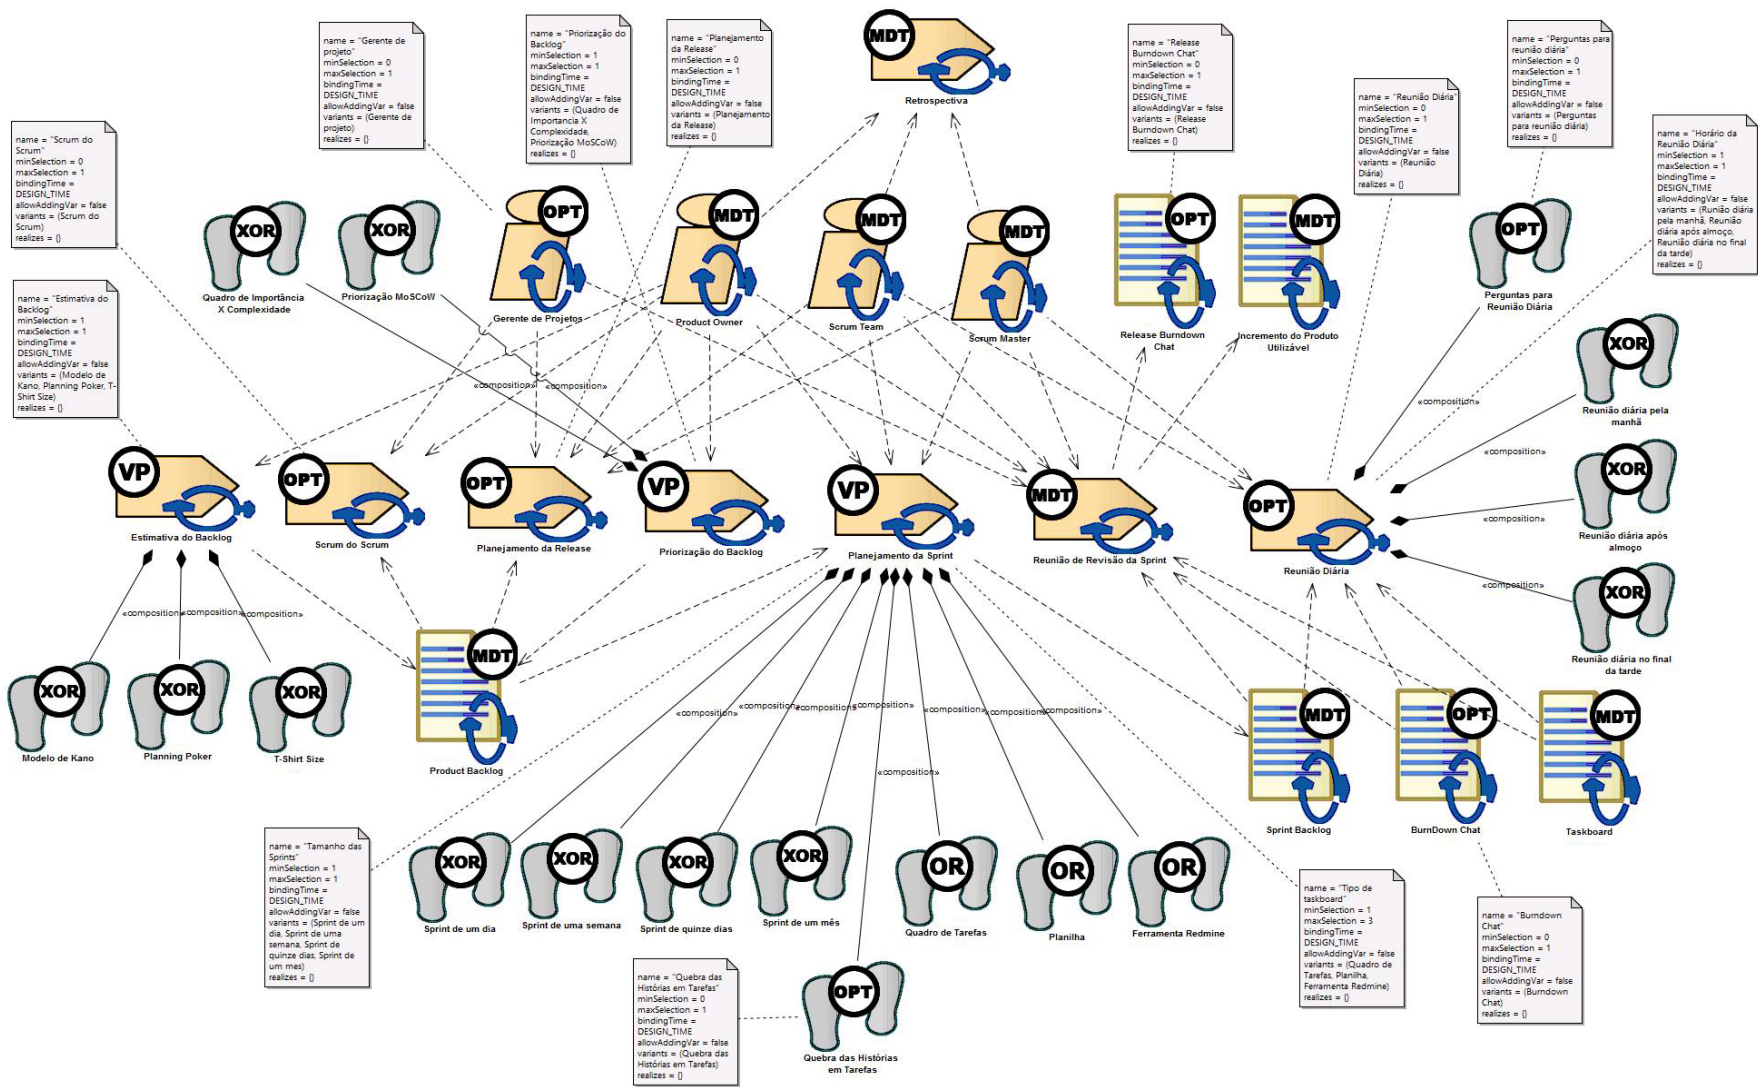 name = "Gerente de
projeto"
minSelection = 0
maxSelection = 1
bindingTime =
DESIGN_TIME
allowAddingVar = false
variants = (Gerente de
projeto)
realizes = {}
name = "Priorização do
Backlog"
minSelection = 1
maxSelection = 1
bindingTime =
DESIGN_TIME
allowAddingVar = false
variants = (Quadro de
Importancia X
Complexidade,
Priorização MoSCoW)
realizes = {}
name = "Planejamento
da Release"
minSelection = 0
maxSelection = 1
bindingTime =
DESIGN_TIME
allowAddingVar = false
variants = (Planejamento
da Release)
realizes = {}
MDT
Retrospectiva
name = "Release
Burndown Chat"
minSelection = 0
maxSelection = 1
bindingTime =
DESIGN_TIME
allowAddingVar = false
variants = (Release
Burndown Chat)
realizes = {}
name = "Reunião Diária"
minSelection = 0
maxSelection = 1
bindingTime =
DESIGN_TIME
allowAddingVar = false
variants = (Reunião
Diária)
realizes = {}
name = "Perguntas para
reunião diária"
minSelection = 0
maxSelection = 1
bindingTime =
DESIGN_TIME
allowAddingVar = false
variants = (Perguntas
para reunião diária)
realizes = {}
name = "Horário da
Reunião Diária"
minSelection = 1
maxSelection = 1
bindingTime =
DESIGN_TIME
allowAddingVar = false
variants = (Runião diária
pela manhã, Reunião
diária após almoço,
Reunião diária no final
da tarde)
realizes = {}
name = "Scrum do
Scrum"
minSelection = 0
maxSelection = 1
bindingTime =
DESIGN_TIME
allowAddingVar = false
variants = (Scrum do
Scrum)
realizes = {}
XOR
Quadro de Importância
X Complexidade
XOR
Priorização MoSCoW
OPT
Gerente de Projetos
MDT
Product Owner
MDT
Scrum Team
MDT
Scrum Master
OPT
Release Burndown
Chat
MDT
Incremento do Produto
Utilizável
OPT
Perguntas para
Reunião Diária
name = "Estimativa do
Backlog"
minSelection = 1
maxSelection = 1
bindingTime =
DESIGN_TIME
allowAddingVar = false
variants = (Modelo de
Kano, Planning Poker, T-
Shirt Size)
realizes = {}
«composition»
«composition»
«composition»
XOR
Reunião diária pela
manhã
«composition»
XOR
Reunião diária após
almoço
«composition»
XOR
Reunião diária no final
da tarde
«composition»
VP
Estimativa do Backlog
OPT
Scrum do Scrum
OPT
Planejamento da Release
VP
Priorização do Backlog
VP
Planejamento da Sprint
MDT
Reunião de Revisão da Sprint
OPT
Reunião Diária
«composition»
«composition»
«composition»
XOR
Modelo de Kano
XOR
Planning Poker
XOR
T-Shirt Size
MDT
Product Backlog
«composition»
«composition»
«composition»
«composition»
«composition»
«composition»
«composition»
«composition»
MDT
Sprint Backlog
OPT
BurnDown Chat
MDT
Taskboard
name = "Tamanho das
Sprints"
minSelection = 1
maxSelection = 1
bindingTime =
DESIGN_TIME
allowAddingVar = false
variants = (Sprint de um
dia, Sprint de uma
semana, Sprint de
quinze dias, Sprint de
um mes)
realizes = {}
XOR
Sprint de um dia
XOR
Sprint de uma semana
XOR
Sprint de quinze dias
XOR
Sprint de um mês
OR
Quadro de Tarefas
OR
Planilha
OR
Ferramenta Redmine
name = "Tipo de
taskboard"
minSelection = 1
maxSelection = 3
bindingTime =
DESIGN_TIME
allowAddingVar = false
variants = (Quadro de
Tarefas, Planilha,
Ferramenta Redmine)
realizes = {}
name = "Burndown
Chat"
minSelection = 0
maxSelection = 1
bindingTime =
DESIGN_TIME
allowAddingVar = false
variants = (Burndown
Chat)
realizes = {}
name = "Quebra das
Histórias em Tarefas"
minSelection = 0
maxSelection = 1
bindingTime =
DESIGN_TIME
allowAddingVar = false
variants = (Quebra das
Histórias em Tarefas)
realizes = {}
OPT
Quebra das Histórias
em Tarefas